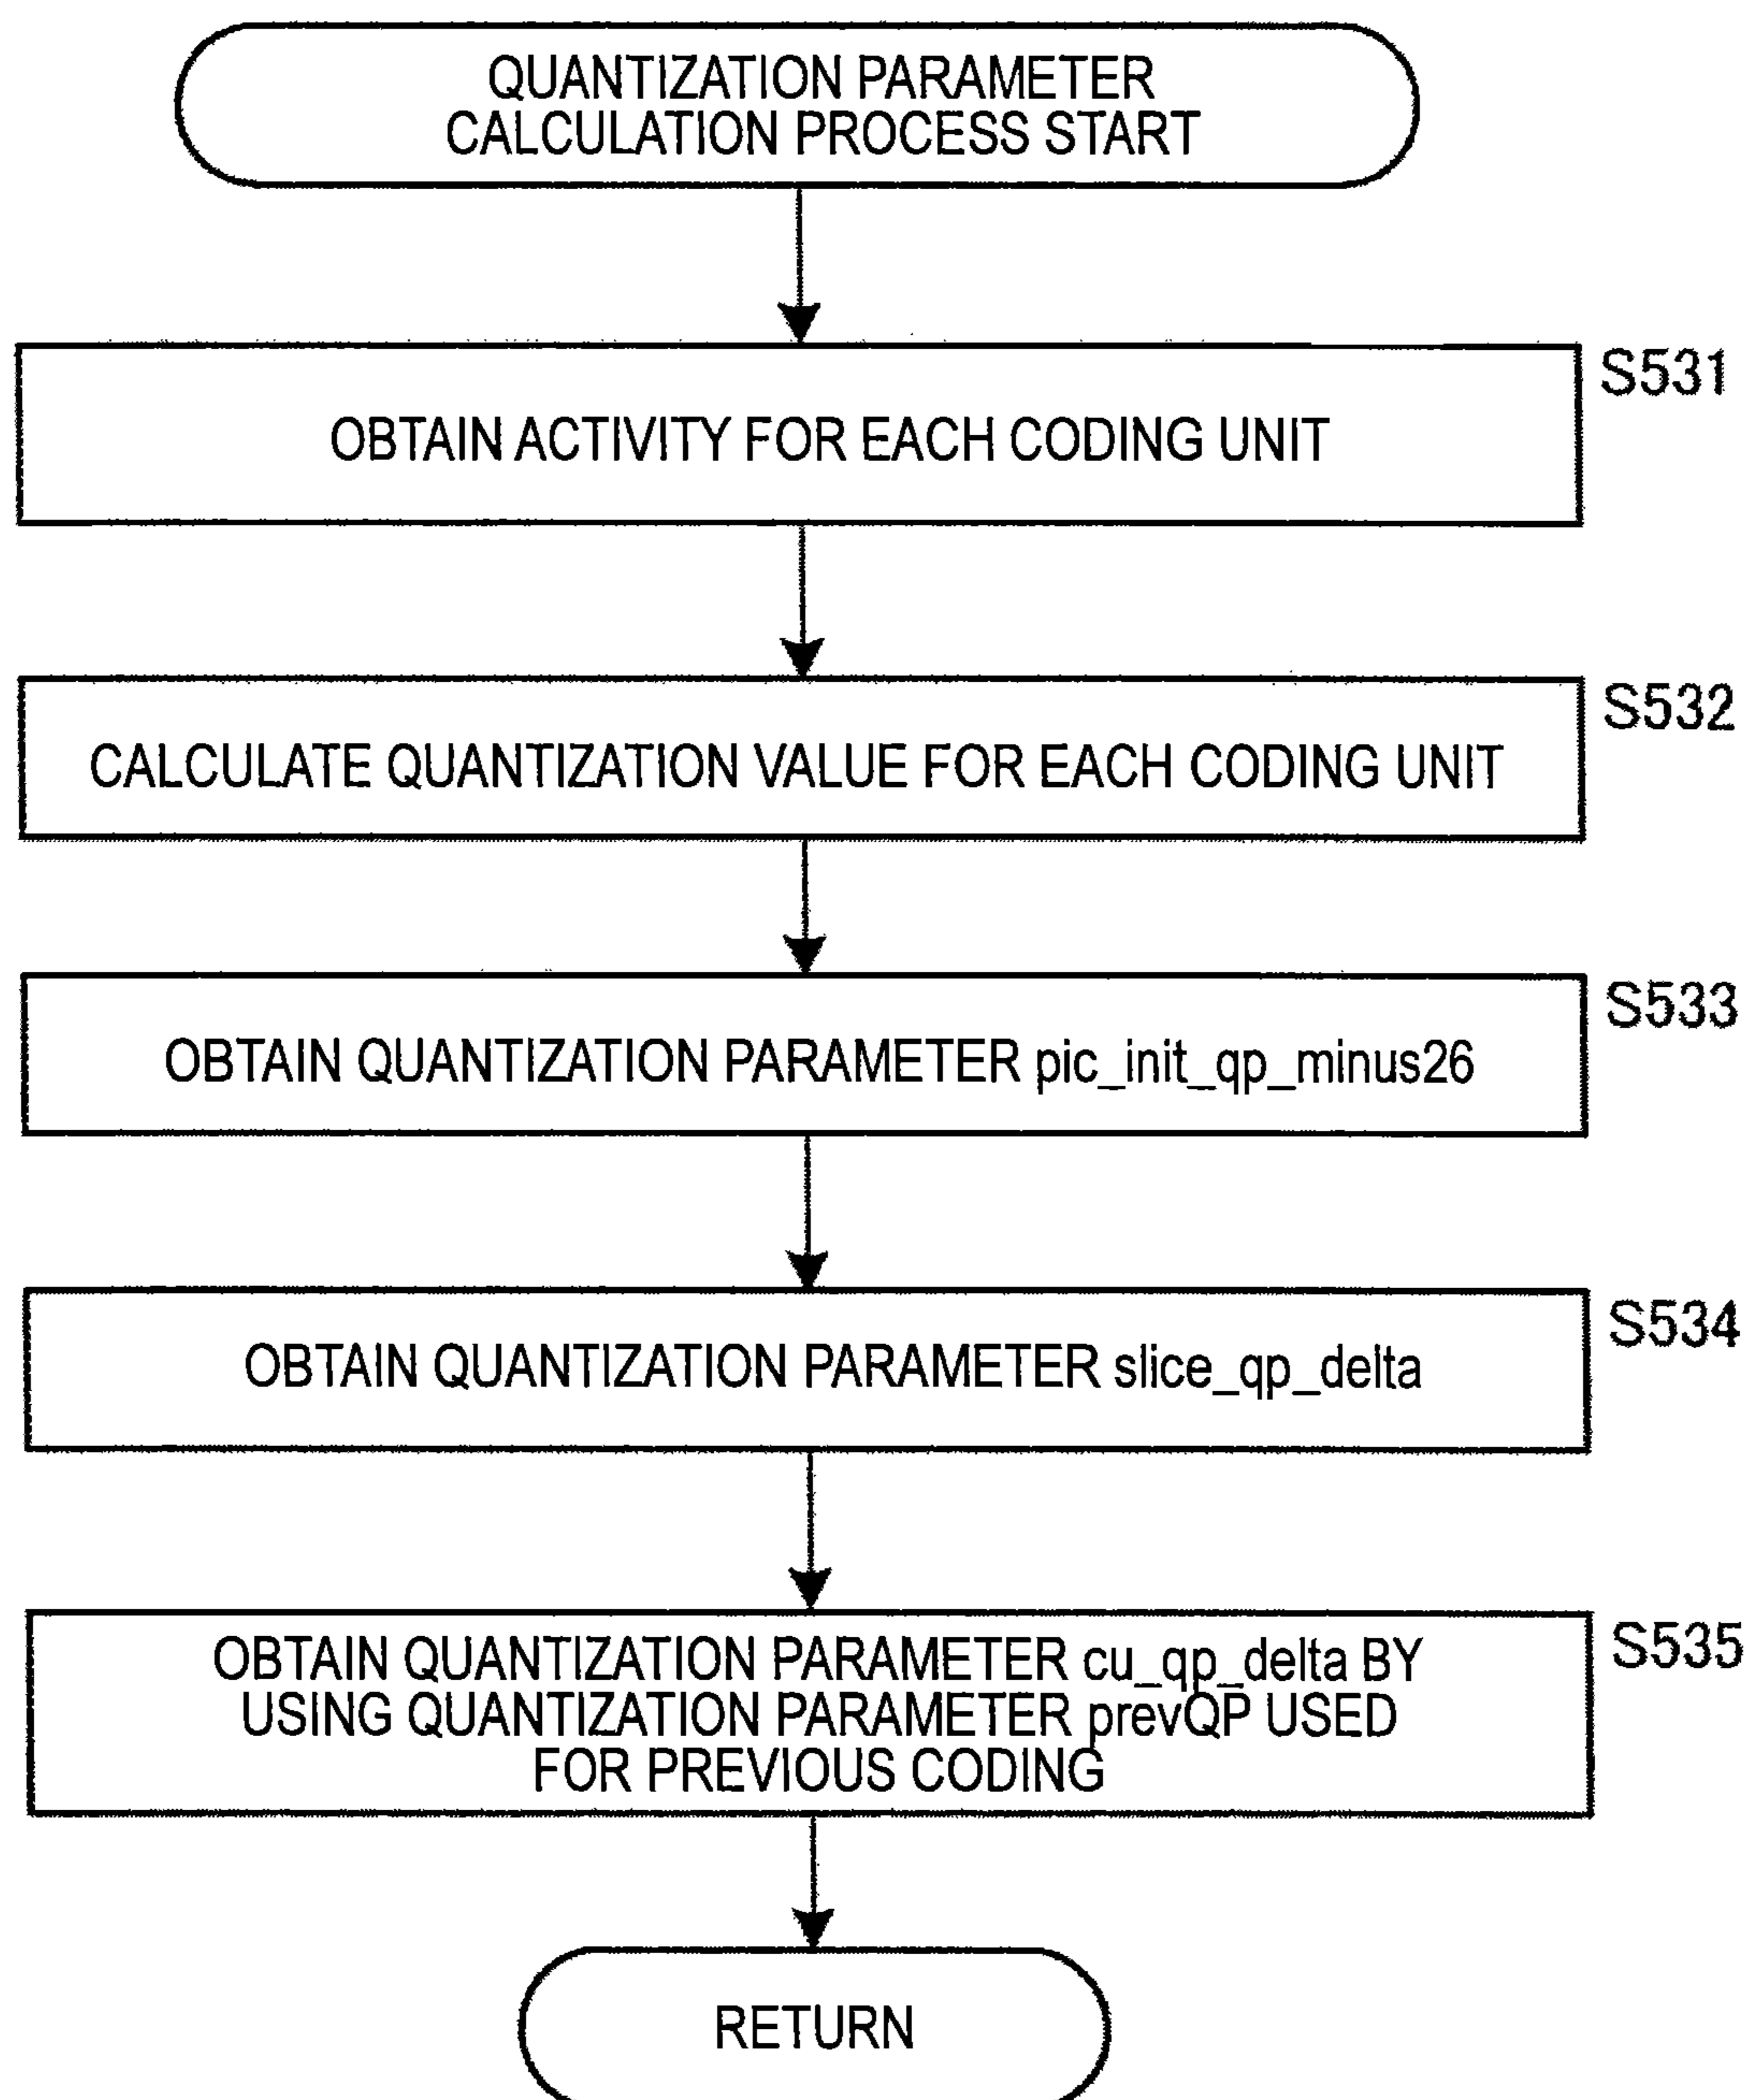 QUANTIZATION PARAMETER
CALCULATION PROCESS START
S531
OBTAIN ACTIVITY FOR EACH CODING UNIT
S532
CALCULATE QUANTIZATION VALUE FOR EACH CODING UNIT
S533
OBTAIN QUANTIZATION PARAMETER pic_init_qp_minus26
S534
OBTAIN QUANTIZATION PARAMETER slice_qp_delta
S535
OBTAIN QUANTIZATION PARAMETER cu_qp_delta BY
USING QUANTIZATION PARAMETER prevQP USED
FOR PREVIOUS CODING
RETURN